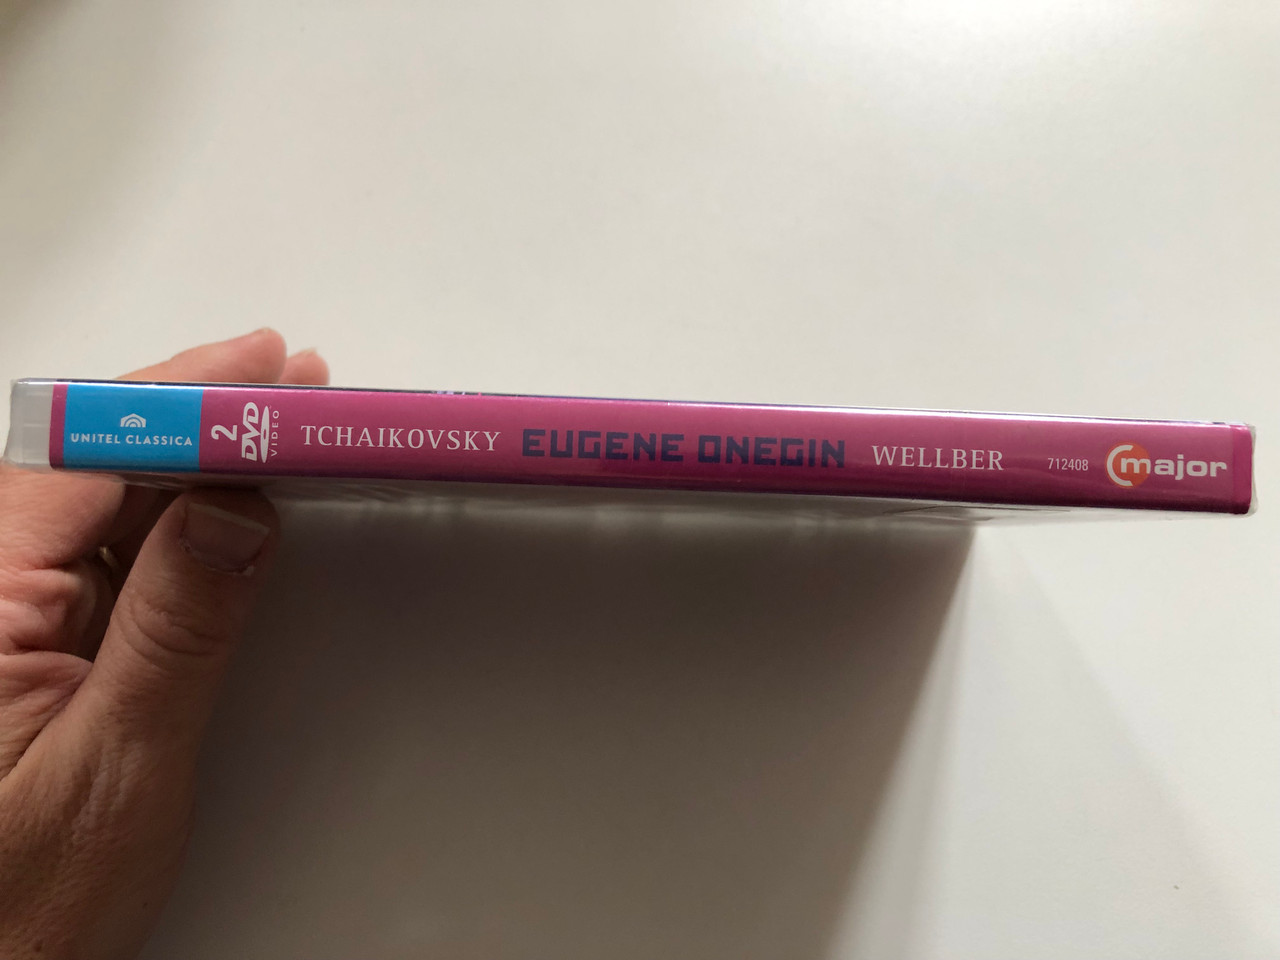 UNITEL CLASSICA
2
DVD
VIDEO
TCHAIKOVSKY
EUGENE ONEGIN
WELLBER
712408
C major